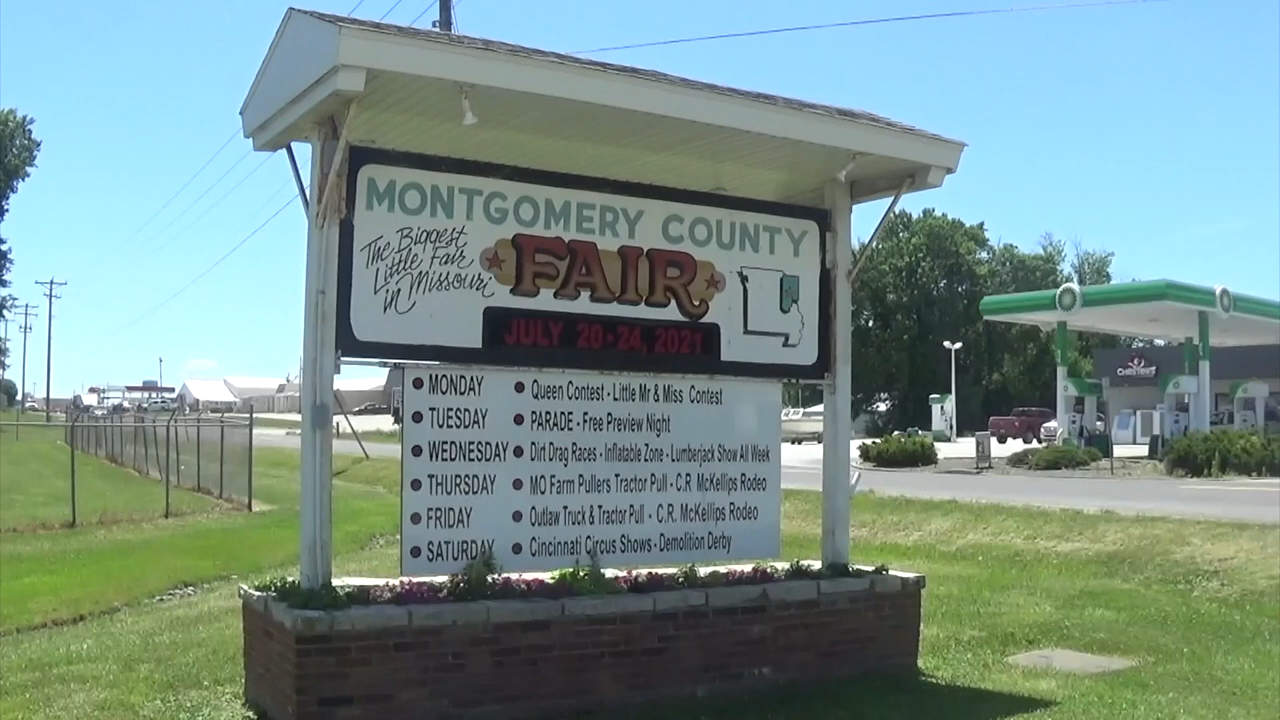 MONTGOMERY COUNTY
The Biggest
Little Fair
in Missouri
FAIR
JULY 20-24, 2021
MONDAY Queen Contest - Little Mr & Miss Contest
TUESDAY PARADE - Free Preview Night
WEDNESDAY Dirt Drag Races - Inflatable Zone - Lumberjack Show All Week
THURSDAY MO Farm Pullers Tractor Pull - C.R McKellips Rodeo
FRIDAY Outlaw Truck & Tractor Pull - C.R. McKellips Rodeo
SATURDAY Cincinnati Circus Shows - Demolition Derby
CHESTER'S